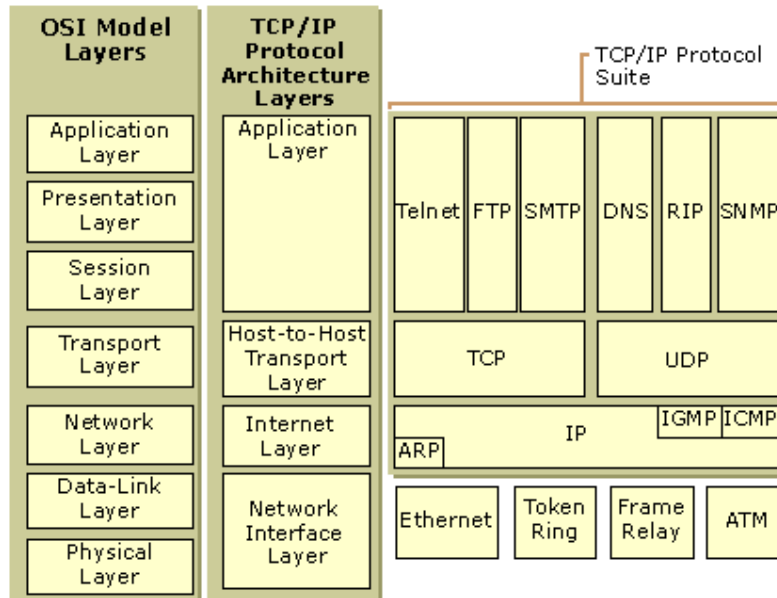 OSI Model
Layers
Application
Layer
Presentation
Layer
Session
Layer
Transport
Layer
Network
Layer
Data-Link
Layer
Physical
Layer
TCP/IP
Protocol
Architecture
Layers
Application
Layer
Host-to-Host
Transport
Layer
Internet
Layer
Network
Interface
Layer
TCP/IP Protocol
Suite
Telnet
FTP
SMTP
DNS
RIP
SNMP
TCP
UDP
IP
IGMP
ICMP
ARP
Ethernet
Token
Ring
Frame
Relay
ATM